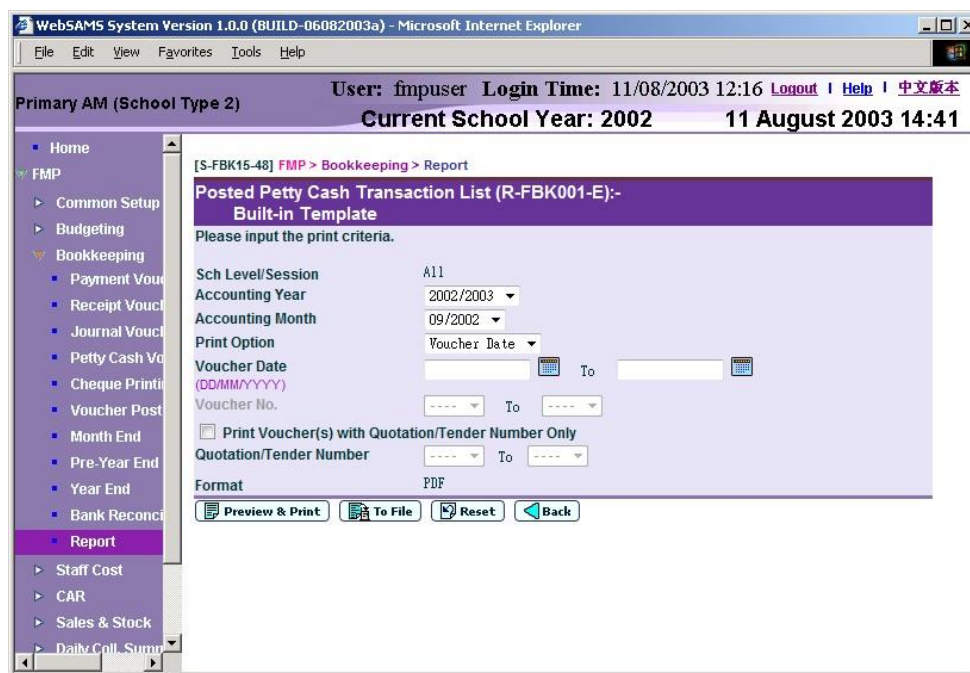 WebSAMS System Version 1.0.0 (BUILD-06082003a) - Microsoft Internet Explorer
File Edit View Favorites Tools Help
Primary AM (School Type 2)
User: fmpuser Login Time: 11/08/2003 12:16 Logout | Help | 中文版本
Current School Year: 2002 11 August 2003 14:41
Home
FMP
Common Setup
Budgeting
Bookkeeping
Payment Vou
Receipt Voucl
Journal Voucl
Petty Cash Vo
Cheque Printi
Voucher Post
Month End
Pre-Year End
Year End
Bank Reconci
Report
Staff Cost
CAR
Sales & Stock
Daily Coll. Summ
[S-FBK15-48] FMP > Bookkeeping > Report
Posted Petty Cash Transaction List (R-FBK001-E):-
Built-in Template
Please input the print criteria.
Sch Level/Session All
Accounting Year 2002/2003
Accounting Month 09/2002
Print Option Voucher Date
Voucher Date To
(DD/MM/YYYY)
Voucher No. ---- To ----
Print Voucher(s) with Quotation/Tender Number Only
Quotation/Tender Number ---- To ----
Format PDF
Preview & Print To File Reset Back